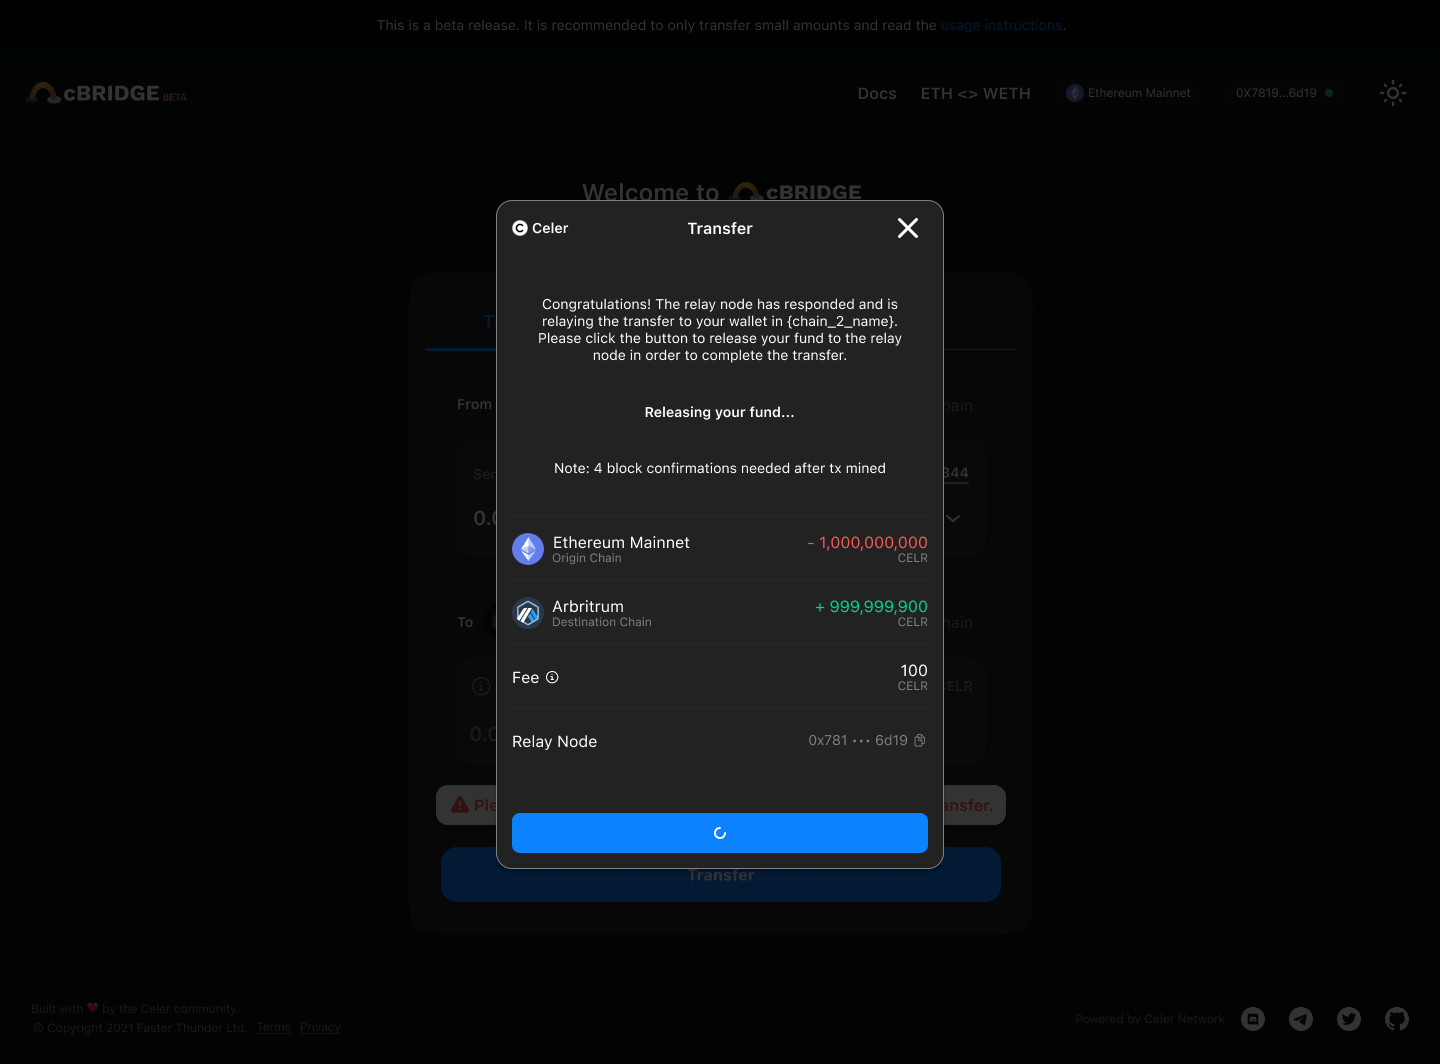 This is a beta release. It is recommended to only transfer small amounts and read the usage instructions.
cBRIDGE BETA
Docs
ETH <> WETH
Ethereum Mainnet
0X7819...6d19
Welcome to cBRIDGE
Celer
Transfer
Congratulations! The relay node has responded and is
relaying the transfer to your wallet in {chain_2_name}.
Please click the button to release your fund to the relay
node in order to complete the transfer.
From
Releasing your fund...
Note: 4 block confirmations needed after tx mined
344
0.0
Ethereum Mainnet
- 1,000,000,000
Origin Chain
CELR
Arbritrum
+ 999,999,900
To
Destination Chain
CELR
Fee
100
CELR
CELR
0.0
Relay Node
0x781 ••• 6d19
Transfer
Built with ❤️ by the Celer community.
© Copyright 2021 Faster Thunder Ltd. Terms Privacy
Powered by Celer Network